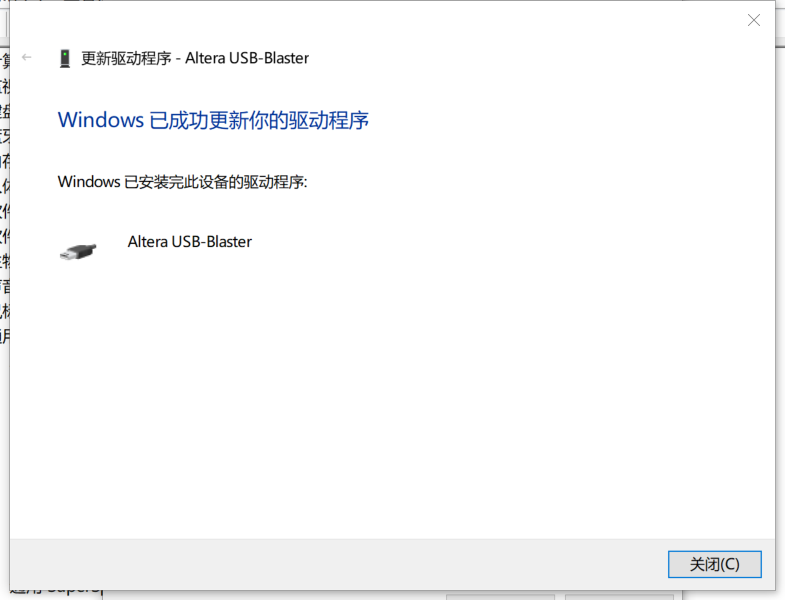 更新驱动程序 - Altera USB-Blaster
Windows 已成功更新你的驱动程序
Windows 已安装完此设备的驱动程序:
Altera USB-Blaster
关闭(C)